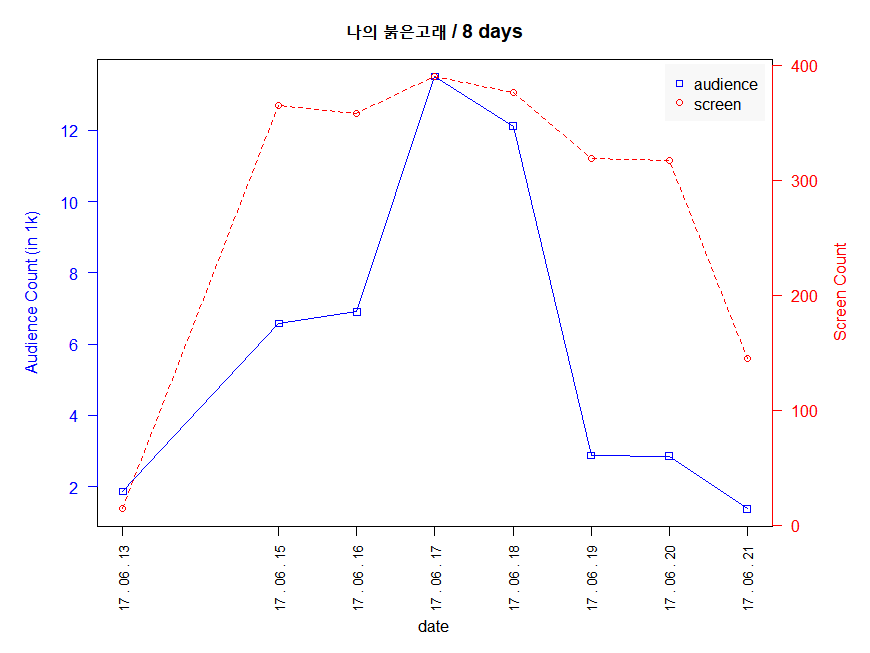 나의 붉은고래 / 8 days
audience
screen
Audience Count (in 1k)
12
10
8
6
4
2
400
300
200
100
0
Screen Count
17 . 06 . 13
17 . 06 . 15
17 . 06 . 16
17 . 06 . 17
17 . 06 . 18
17 . 06 . 19
17 . 06 . 20
17 . 06 . 21
date